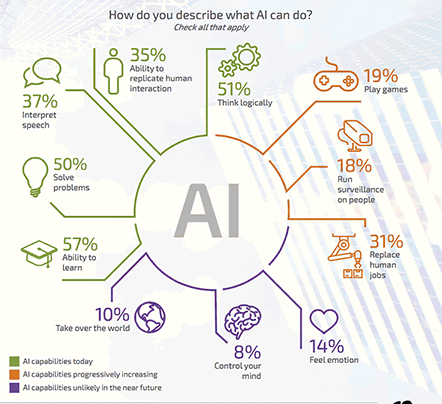 How do you describe what AI can do?
Check all that apply
35%
Ability to
replicate human
interaction
51%
Think logically
19%
Play games
37%
Interpret
speech
18%
Run
surveillance
on people
50%
Solve
problems
AI
31%
Replace
human
jobs
57%
Ability to
learn
10%
Take over the world
8%
Control your
mind
14%
Feel emotion
AI capabilities today
AI capabilities progressively increasing
AI capabilities unlikely in the near future